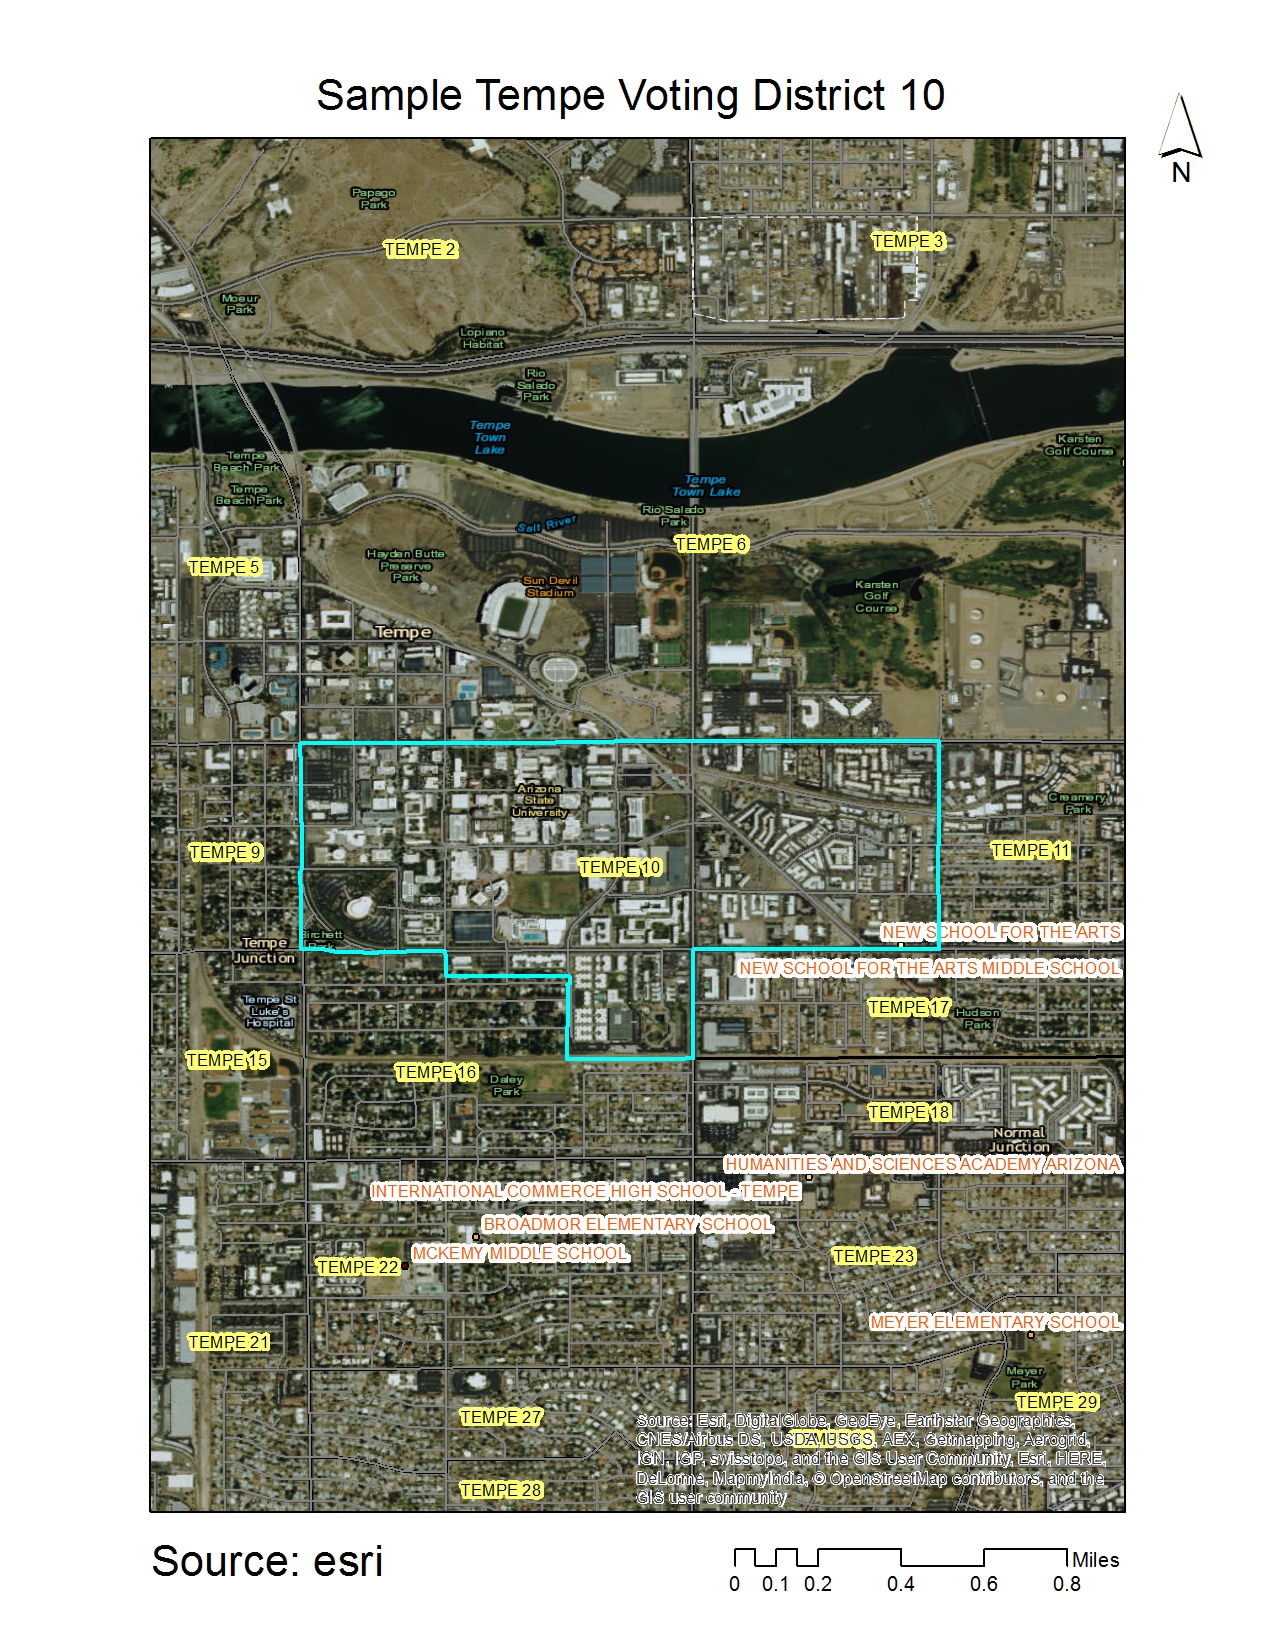 Sample Tempe Voting District 10
N
Papago
Park
TEMPE 2
TEMPE 3
Moeur
Park
Lopiano
Habitat
Rio
Salado
Park
Tempe
Town
Lake
Karsten
Golf Course
Tempe
Beach Park
Tempe
Beach Park
Tempe
Town Lake
Rio Salado
Park
Salt River
TEMPE 6
Hayden Butte
Preserve
Park
TEMPE 5
Sun Devil
Stadium
Karsten
Golf
Course
Tempe
Arizona
State
University
Creamery
Park
TEMPE 9
TEMPE 10
TEMPE 11
Birchett
Park
Tempe
Junction
NEW SCHOOL FOR THE ARTS
NEW SCHOOL FOR THE ARTS MIDDLE SCHOOL
Tempe St
Luke's
Hospital
TEMPE 17
Hudson
Park
TEMPE 15
TEMPE 16
Daley
Park
TEMPE 18
Normal
Junction
HUMANITIES AND SCIENCES ACADEMY ARIZONA
INTERNATIONAL COMMERCE HIGH SCHOOL - TEMPE
BROADMOR ELEMENTARY SCHOOL
MCKEMY MIDDLE SCHOOL
TEMPE 22
TEMPE 23
MEYER ELEMENTARY SCHOOL
TEMPE 21
Meyer
Park
TEMPE 29
TEMPE 27
Source: Esri, DigitalGlobe, GeoEye, Earthstar Geographics,
CNES/Airbus DS, USDA, USGS, AEX, Getmapping, Aerogrid,
IGN, IGP, swisstopo, and the GIS User Community, Esri, HERE,
DeLorme, MapmyIndia, © OpenStreetMap contributors, and the
GIS user community
TEMPE 28
Source: esri
Miles
0 0.1 0.2 0.4 0.6 0.8